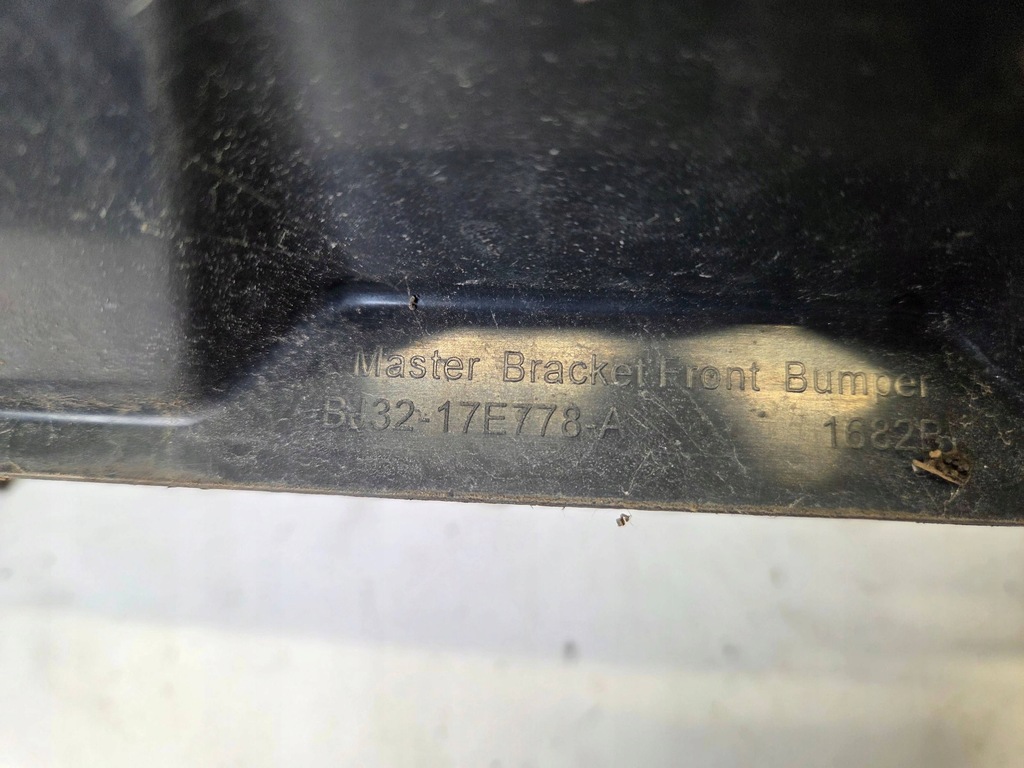 Master Bracket Front Bumper
BJ32-17E778-A 1682B